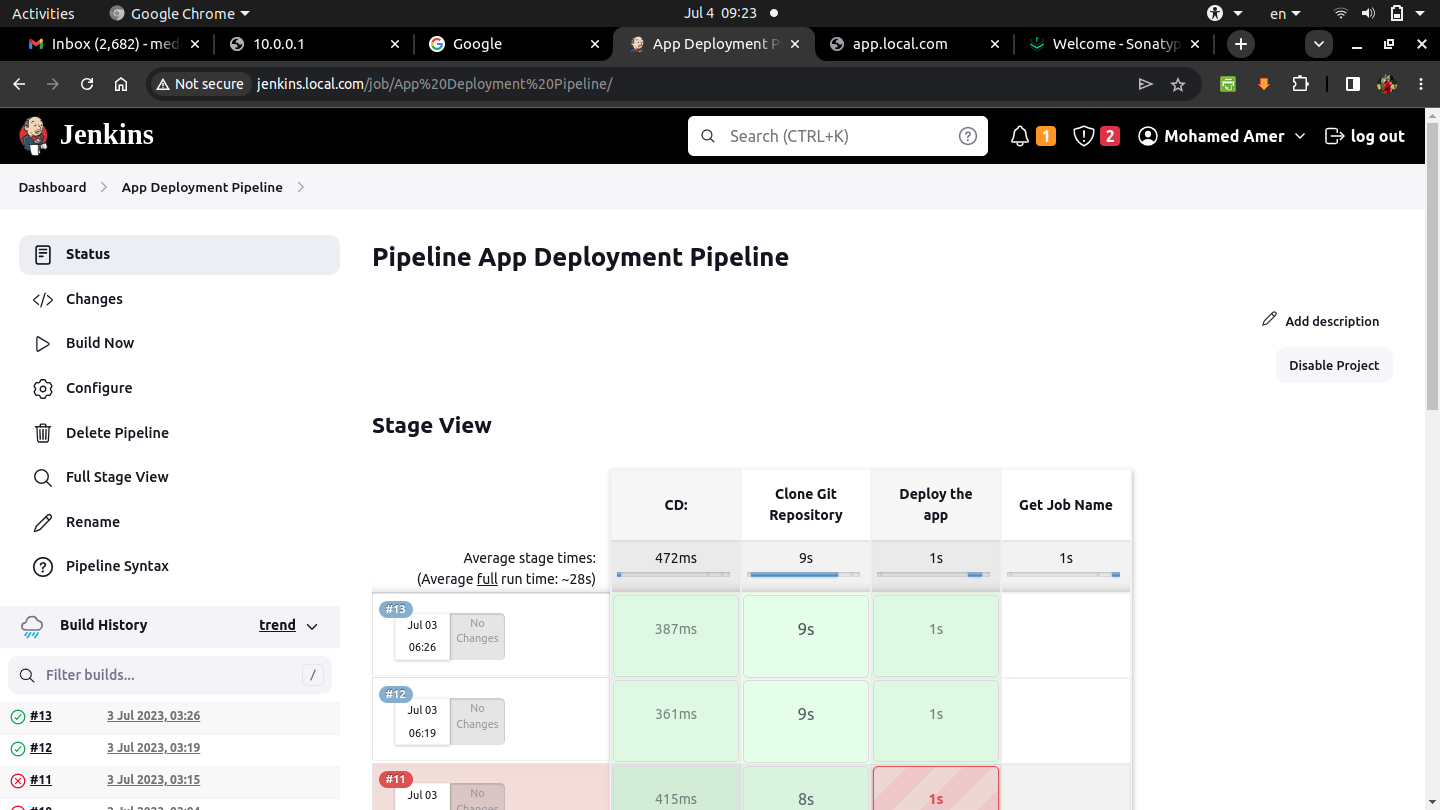 Activities Google Chrome Jul 4 09:23 en
Inbox (2,682) - med 10.0.0.1 Google App Deployment P app.local.com Welcome - Sonatyp
Not secure jenkins.local.com/job/App%20Deployment%20Pipeline/
Jenkins Search (CTRL+K) ? 1 2 Mohamed Amer log out
Dashboard App Deployment Pipeline
Status
Changes
Build Now
Configure
Delete Pipeline
Full Stage View
Rename
Pipeline Syntax
Build History trend
Filter builds... /
#13 3 Jul 2023, 03:26
#12 3 Jul 2023, 03:19
#11 3 Jul 2023, 03:15
Pipeline App Deployment Pipeline
Add description
Disable Project
Stage View
CD:
Clone Git
Repository
Deploy the
app
Get Job Name
Average stage times:
(Average full run time: ~28s)
472ms 9s 1s 1s
#13
Jul 03
06:26
No
Changes
387ms 9s 1s
#12
Jul 03
06:19
No
Changes
361ms 9s 1s
#11
Jul 03
No
Changes
415ms 8s 1s